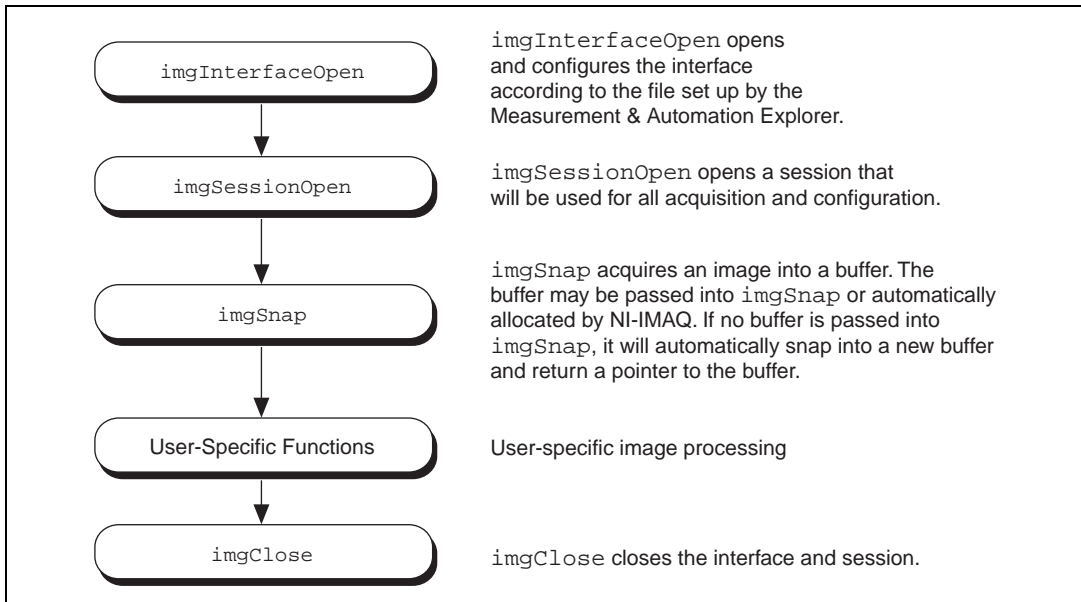 imgInterfaceOpen
imgInterfaceOpen opens
and configures the interface
according to the file set up by the
Measurement & Automation Explorer.
imgSessionOpen
imgSessionOpen opens a session that
will be used for all acquisition and configuration.
imgSnap
imgSnap acquires an image into a buffer. The
buffer may be passed into imgSnap or automatically
allocated by NI-IMAQ. If no buffer is passed into
imgSnap, it will automatically snap into a new buffer
and return a pointer to the buffer.
User-Specific Functions
User-specific image processing
imgClose
imgClose closes the interface and session.